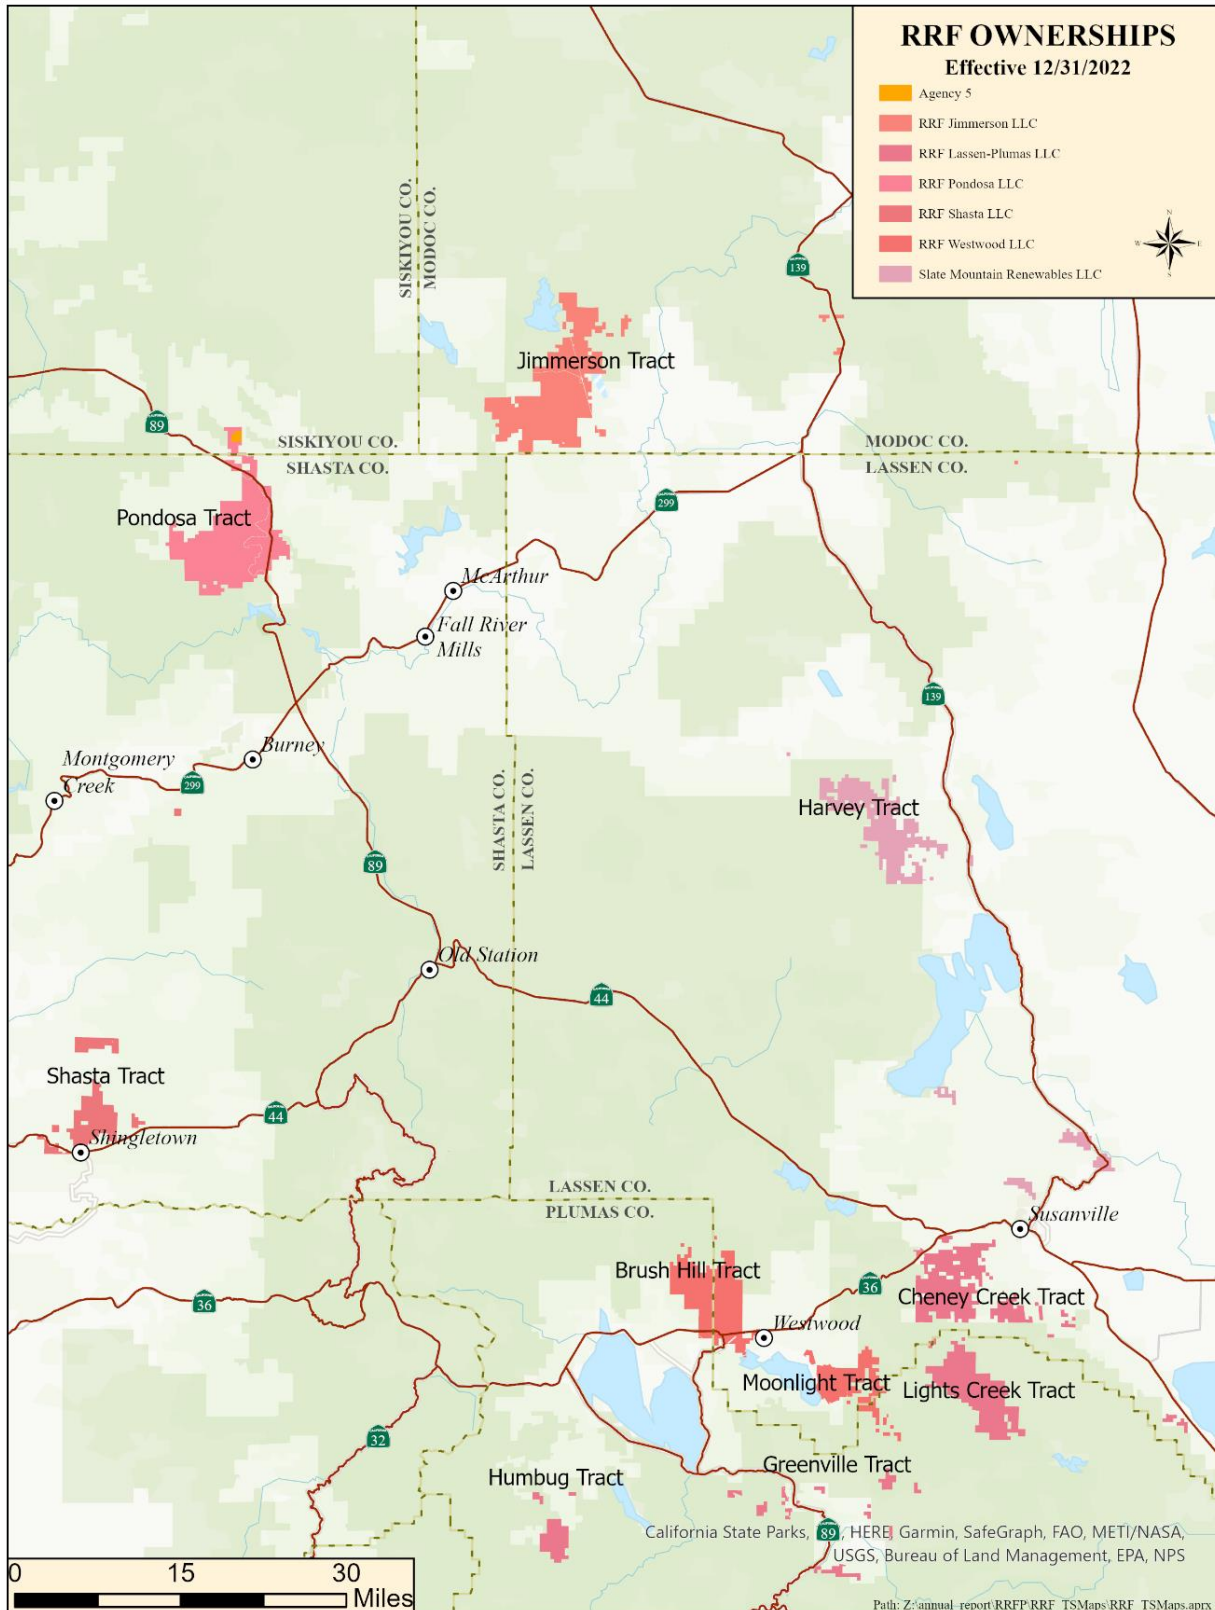 RRF OWNERSHIPS
Effective 12/31/2022
Agency 5
RRF Jimmerson LLC
RRF Lassen-Plumas LLC
RRF Pondosa LLC
RRF Shasta LLC
RRF Westwood LLC
Slate Mountain Renewables LLC
N
W
E
S
SISKIYOU CO.
MODOC CO.
139
Jimmerson Tract
89
SISKIYOU CO.
SHASTA CO.
MODOC CO.
LASSEN CO.
299
Pondosa Tract
McArthur
Fall River
Mills
139
Burney
Montgomery
Creek
299
Harvey Tract
SHASTA CO.
LASSEN CO.
89
Old Station
44
Shasta Tract
44
Shingletown
LASSEN CO.
PLUMAS CO.
Susanville
Brush Hill Tract
36
36
Cheney Creek Tract
Westwood
Moonlight Tract
Lights Creek Tract
32
Greenville Tract
Humbug Tract
89
California State Parks, , HERE, Garmin, SafeGraph, FAO, METI/NASA,
USGS, Bureau of Land Management, EPA, NPS
0 15 30
Miles
Path: Z:\annual_report\RRFP\RRF_TSMaps\RRF_TSMaps.aprx